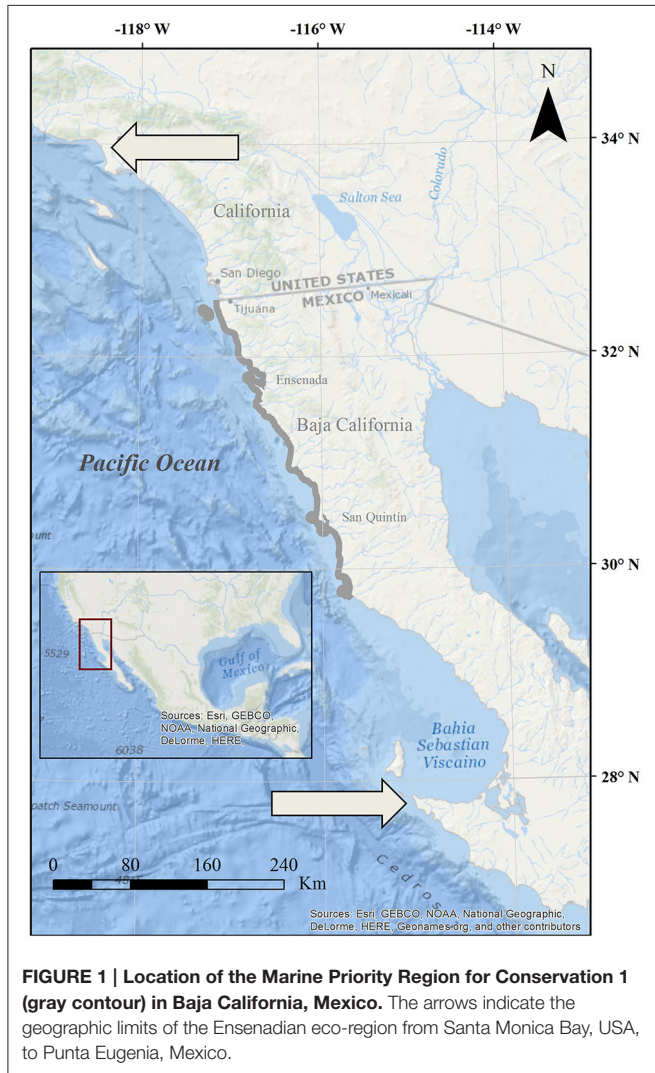 -118° W -116° W -114° W
N
34° N
Colorado
Salton Sea
California
San Diego
UNITED STATES
MEXICO
Mexicali
Tijuana
32° N
Ensenada
Baja California
Pacific Ocean
San Quintín
ount
30° N
5529
Gulf of
Mexico
Sources: Esri, GEBCO,
NOAA, National Geographic,
DeLorme, HERE
6038
Bahia
Sebastian
Viscaino
28° N
patch Seamount
0 80 160 240
Km
Cedros
Sources: Esri, GEBCO, NOAA, National Geographic,
DeLorme, HERE, Geonames.org, and other contributors
FIGURE 1 | Location of the Marine Priority Region for Conservation 1
(gray contour) in Baja California, Mexico. The arrows indicate the
geographic limits of the Ensenadian eco-region from Santa Monica Bay, USA,
to Punta Eugenia, Mexico.